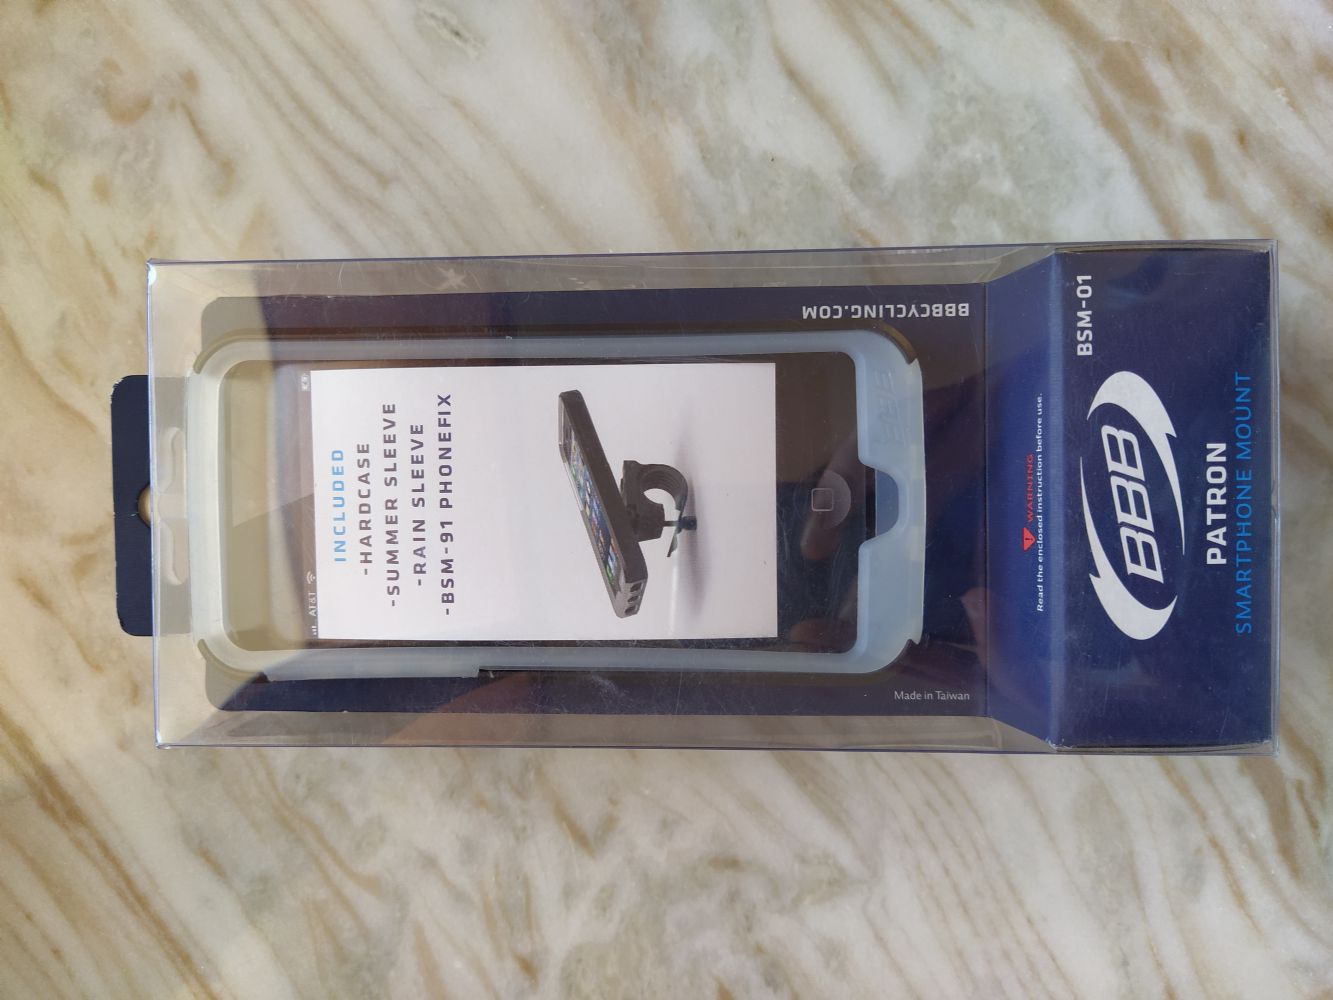 AT&T
INCLUDED
-HARDCASE
-SUMMER SLEEVE
-RAIN SLEEVE
-BSM-91 PHONEFIX
BBBCYCLING.COM
Made in Taiwan
WARNING
Read the enclosed instruction before use.
BSM-01
BBB
PATRON
SMARTPHONE MOUNT